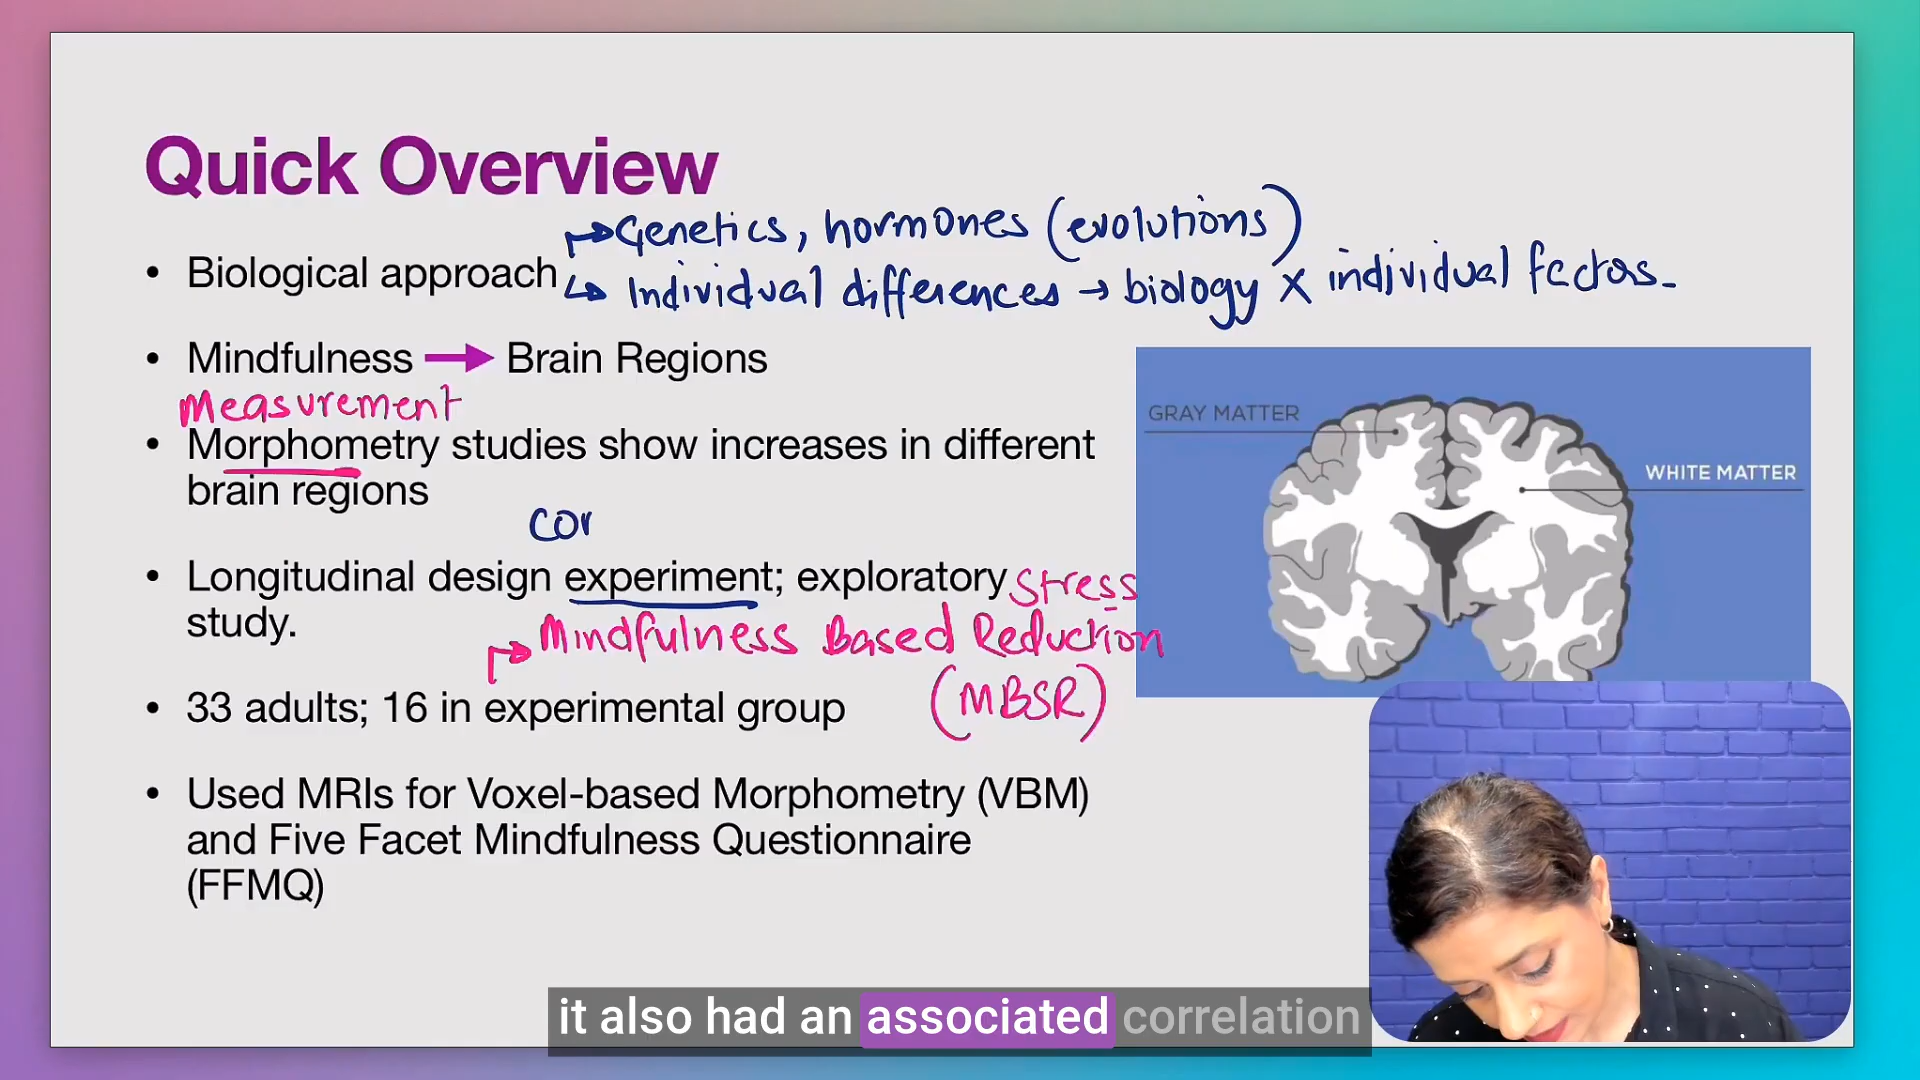 Quick Overview
Genetics, hormones (evolutions)
• Biological approach
Individual differences → biology X individual factors.
• Mindfulness → Brain Regions
Measurement
• Morphometry studies show increases in different
brain regions
cor
• Longitudinal design experiment; exploratory
study.
Stress
Mindfulness Based Reduction
(MBSR)
• 33 adults; 16 in experimental group
• Used MRIs for Voxel-based Morphometry (VBM)
and Five Facet Mindfulness Questionnaire
(FFMQ)
GRAY MATTER
WHITE MATTER
it also had an associated correlation